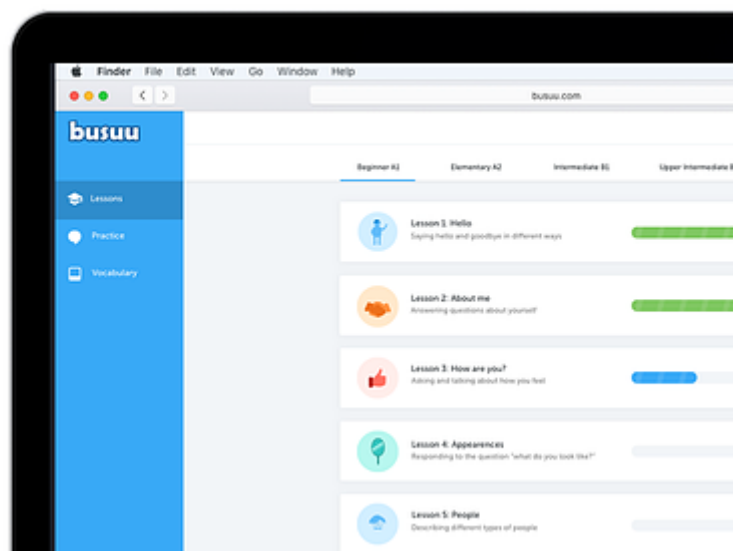 Finder File Edit View Go Window Help
busuu.com
busuu
Beginner A1 Elementary A2 Intermediate B1 Upper Intermediate B
Lessons
Practice
Vocabulary
Lesson 1: Hello
Saying hello and goodbye in different ways
Lesson 2: About me
Answering questions about yourself
Lesson 3: How are you?
Asking and talking about how you feel
Lesson 4: Appearences
Responding to the question "what do you look like?"
Lesson 5: People
Describing different types of people